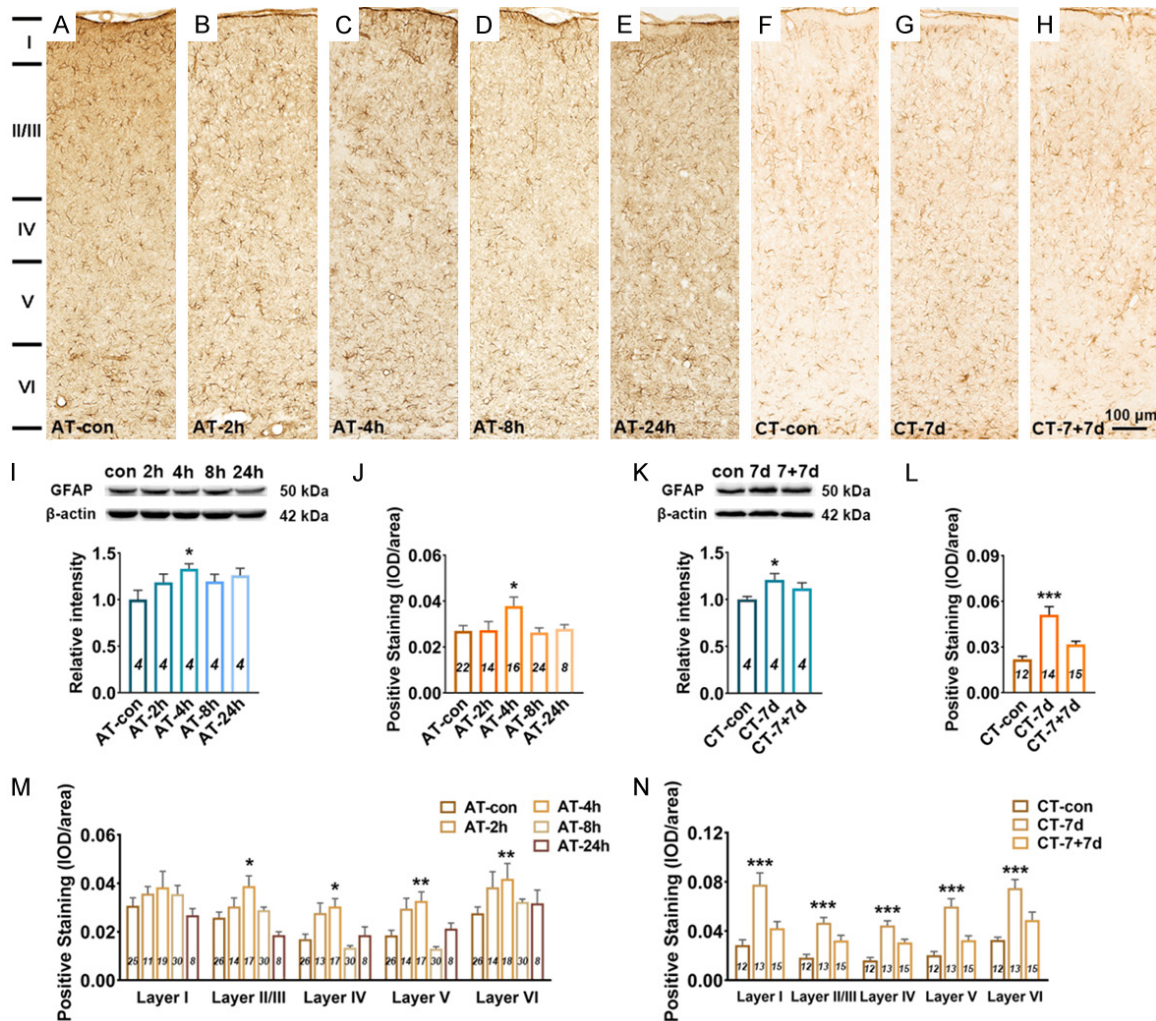 A B C D E F G H
I
II/III
IV
V
VI
AT-con AT-2h AT-4h AT-8h AT-24h CT-con CT-7d CT-7+7d
100 μm
I
con 2h 4h 8h 24h
GFAP 50 kDa
β-actin 42 kDa
Relative intensity
1.5
*
1.0
0.5
0.0
4 4 4 4 4
AT-con AT-2h AT-4h AT-8h AT-24h
J
Positive Staining (IOD/area)
0.06
*
0.04
0.02
0.00
22 14 16 24 8
AT-con AT-2h AT-4h AT-8h AT-24h
K
con 7d 7+7d
GFAP 50 kDa
β-actin 42 kDa
Relative intensity
1.5
*
1.0
0.5
0.0
4 4 4
CT-con CT-7d CT-7+7d
L
Positive Staining (IOD/area)
0.09
***
0.06
0.03
0.00
12 14 15
CT-con CT-7d CT-7+7d
M
Positive Staining (IOD/area)
AT-con AT-4h
AT-2h AT-8h
AT-24h
0.06
* * ** **
0.04
0.02
0.00
25 11 19 30 8 26 14 17 30 8 26 13 17 30 8 26 14 17 30 8 26 14 18 30 8
Layer I Layer II/III Layer IV Layer V Layer VI
N
Positive Staining (IOD/area)
CT-con
CT-7d
CT-7+7d
0.12
*** *** *** *** ***
0.08
0.04
0.00
12 13 15 12 13 15 12 13 15 12 13 15 12 13 15
Layer I Layer II/III Layer IV Layer V Layer VI